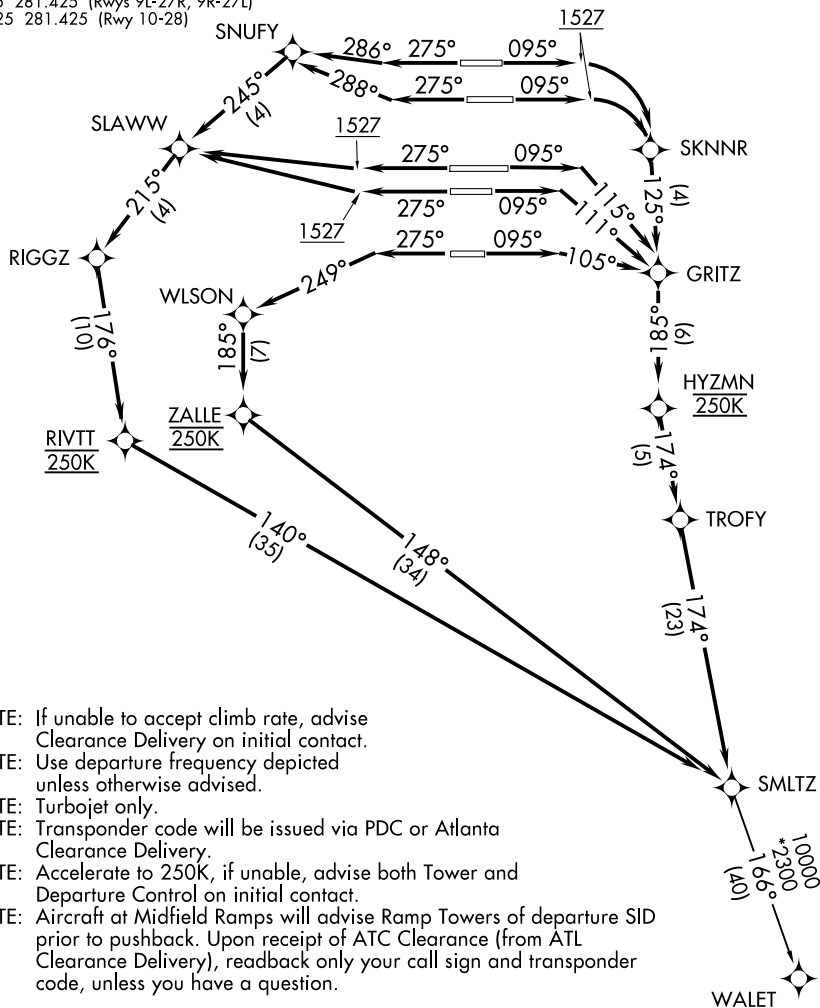 281.425 (Rwys 9L-27R, 9R-27L)
25 281.425 (Rwy 10-28)
SNUFY
1527
286° 275° 095°
288° 275° 095°
245°
(4)
SLAWW
1527
275° 095°
SKNNR
125°
(4)
215°
(4)
275° 095°
115°
111°
1527
RIGGZ
275° 095°
105°
GRITZ
249°
WLSON
176°
(10)
185°
(7)
185°
(6)
HYZMN
250K
ZALLE
250K
RIVTT
250K
174°
(5)
TROFY
140°
(35)
148°
(34)
174°
(23)
TE: If unable to accept climb rate, advise
Clearance Delivery on initial contact.
TE: Use departure frequency depicted
unless otherwise advised.
TE: Turbojet only.
TE: Transponder code will be issued via PDC or Atlanta
Clearance Delivery.
TE: Accelerate to 250K, if unable, advise both Tower and
Departure Control on initial contact.
TE: Aircraft at Midfield Ramps will advise Ramp Towers of departure SID
prior to pushback. Upon receipt of ATC Clearance (from ATL
Clearance Delivery), readback only your call sign and transponder
code, unless you have a question.
SMLTZ
10000
*2300
166°
(40)
WALET